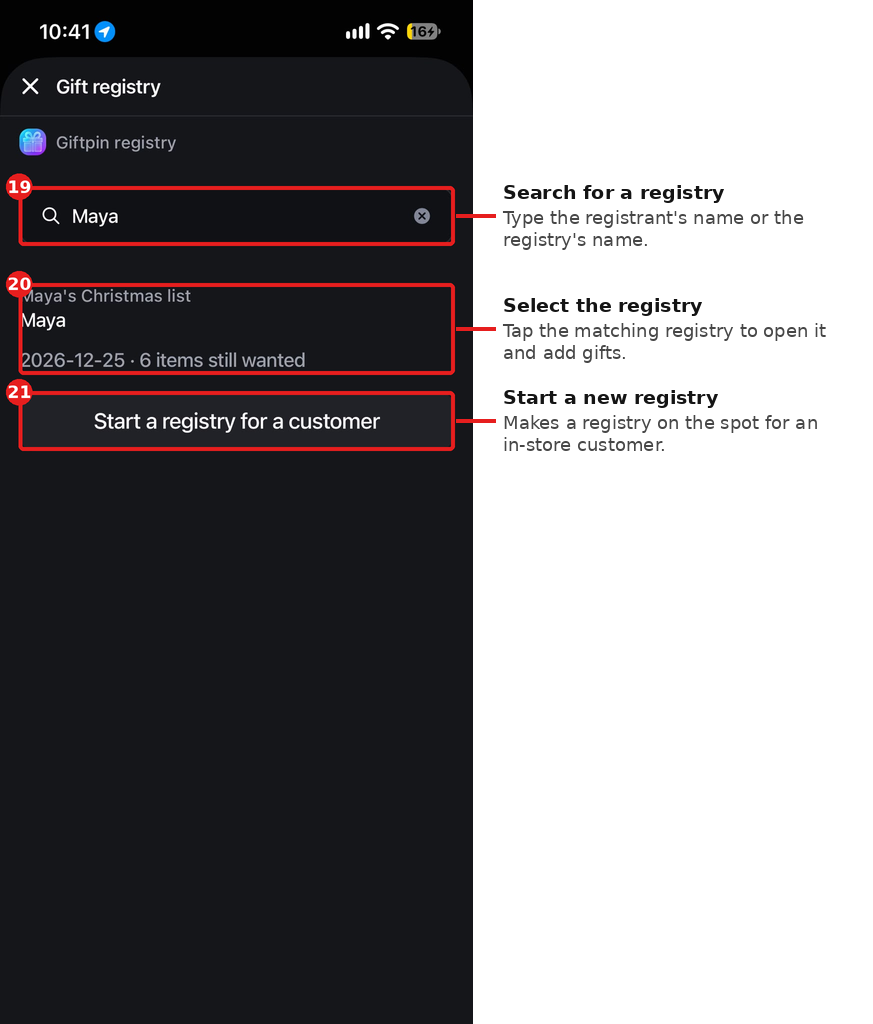 10:41
16
Gift registry
Giftpin registry
19
Maya
Search for a registry
Type the registrant's name or the
registry's name.
20
Maya's Christmas list
Maya
2026-12-25 · 6 items still wanted
Select the registry
Tap the matching registry to open it
and add gifts.
21
Start a registry for a customer
Start a new registry
Makes a registry on the spot for an
in-store customer.